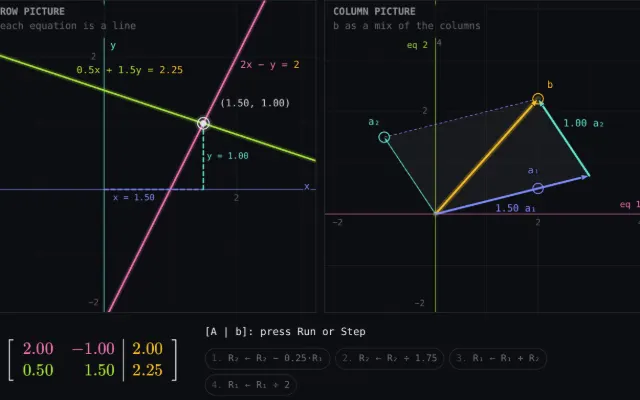 ROW PICTURE
each equation is a line
y
2
0.5x + 1.5y = 2.25
2x − y = 2
(1.50, 1.00)
y = 1.00
x = 1.50
2
x
−2
COLUMN PICTURE
b as a mix of the columns
eq 2
4
b
a₂
2
1.00 a₂
a₁
1.50 a₁
eq 1
−2
2
−2
[A | b]: press Run or Step
2.00 −1.00 2.00
0.50 1.50 2.25
1. R₂ ← R₂ − 0.25·R₁
2. R₂ ← R₂ ÷ 1.75
3. R₁ ← R₁ + R₂
4. R₁ ← R₁ ÷ 2